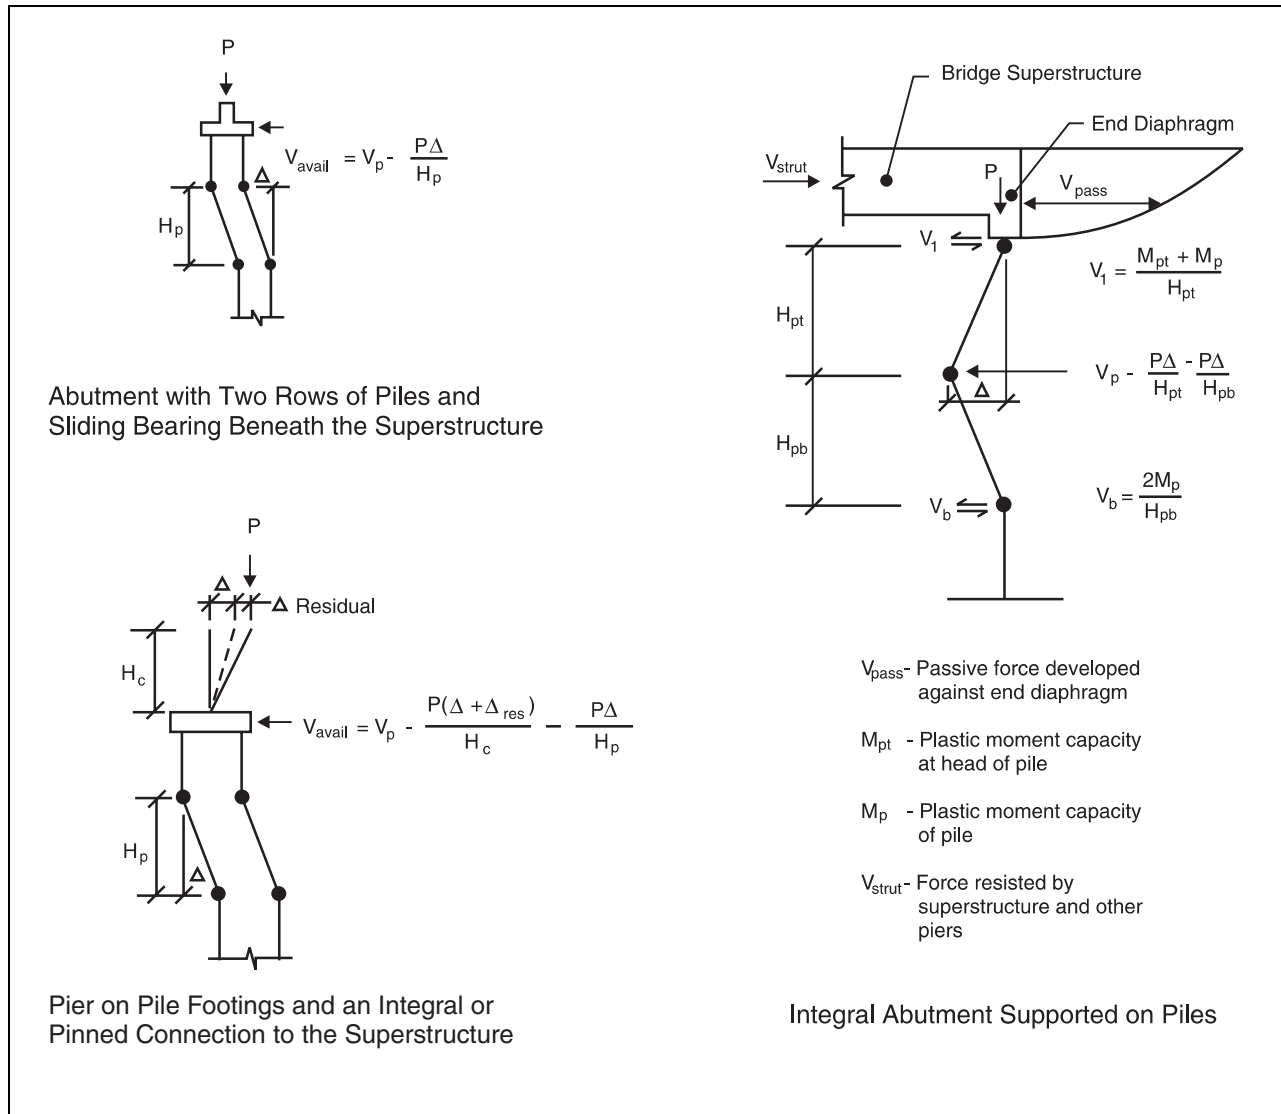 P
V_avail = V_p - PΔ / H_p
Δ
H_p
Abutment with Two Rows of Piles and
Sliding Bearing Beneath the Superstructure
P
Δ
Δ Residual
H_c
V_avail = V_p - P(Δ + Δ_res) / H_c - PΔ / H_p
H_p
Δ
Pier on Pile Footings and an Integral or
Pinned Connection to the Superstructure
Bridge Superstructure
End Diaphragm
V_strut
P
V_pass
V_1
V_1 = M_pt + M_p / H_pt
H_pt
V_p - PΔ / H_pt - PΔ / H_pb
Δ
H_pb
V_b
V_b = 2M_p / H_pb
V_pass - Passive force developed
against end diaphragm
M_pt - Plastic moment capacity
at head of pile
M_p - Plastic moment capacity
of pile
V_strut - Force resisted by
superstructure and other
piers
Integral Abutment Supported on Piles